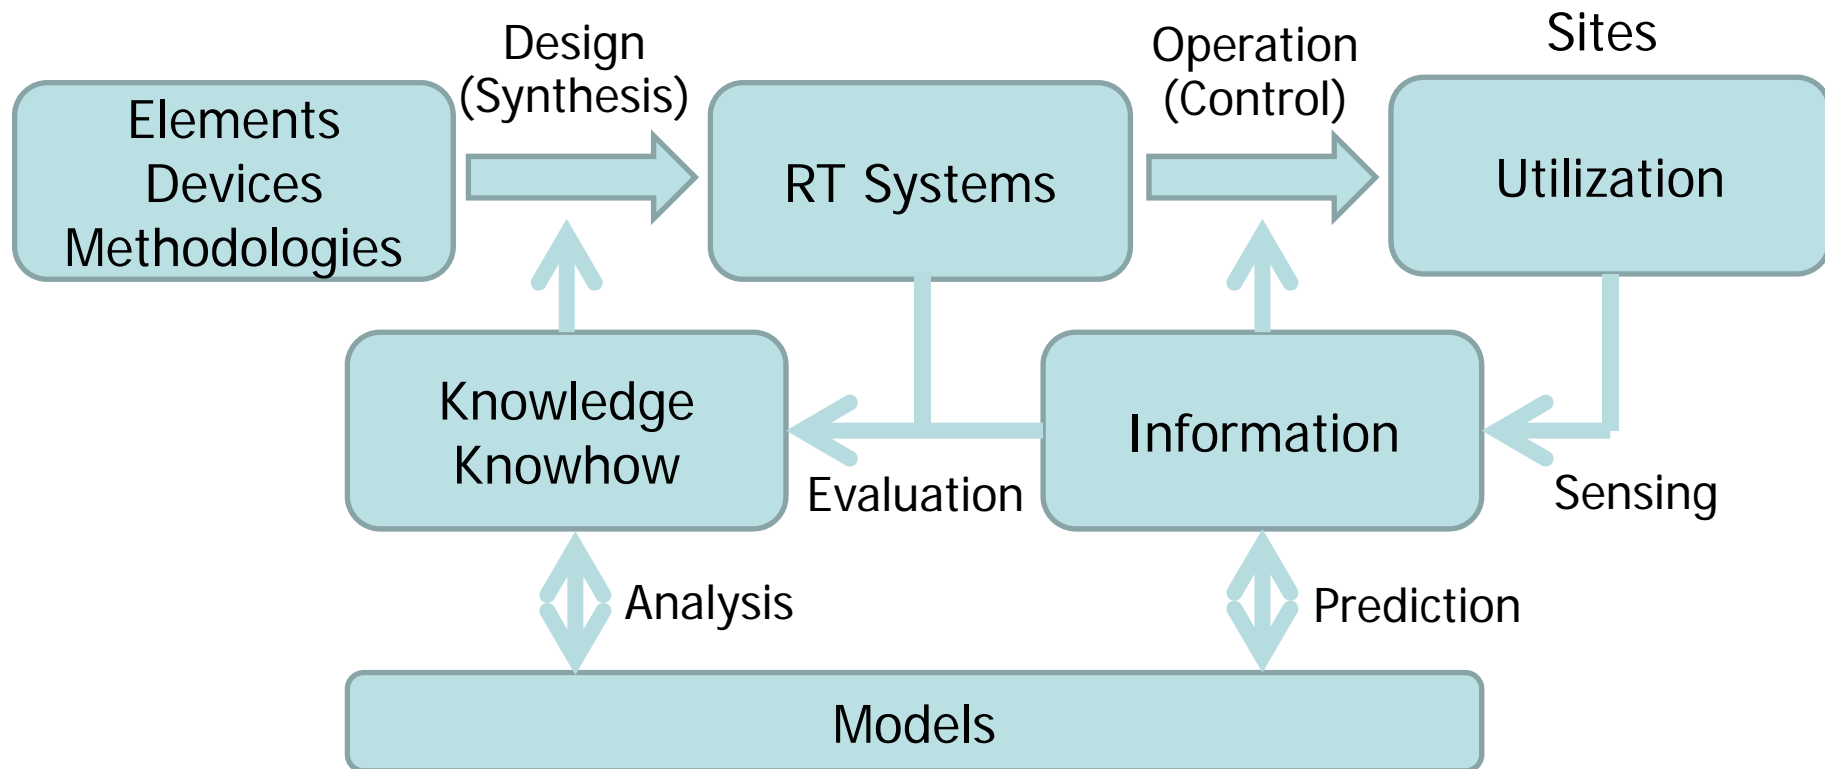 Design
(Synthesis)
Operation
(Control)
Sites
Elements
Devices
Methodologies
RT Systems
Utilization
Knowledge
Knowhow
Information
Evaluation
Sensing
Analysis
Prediction
Models